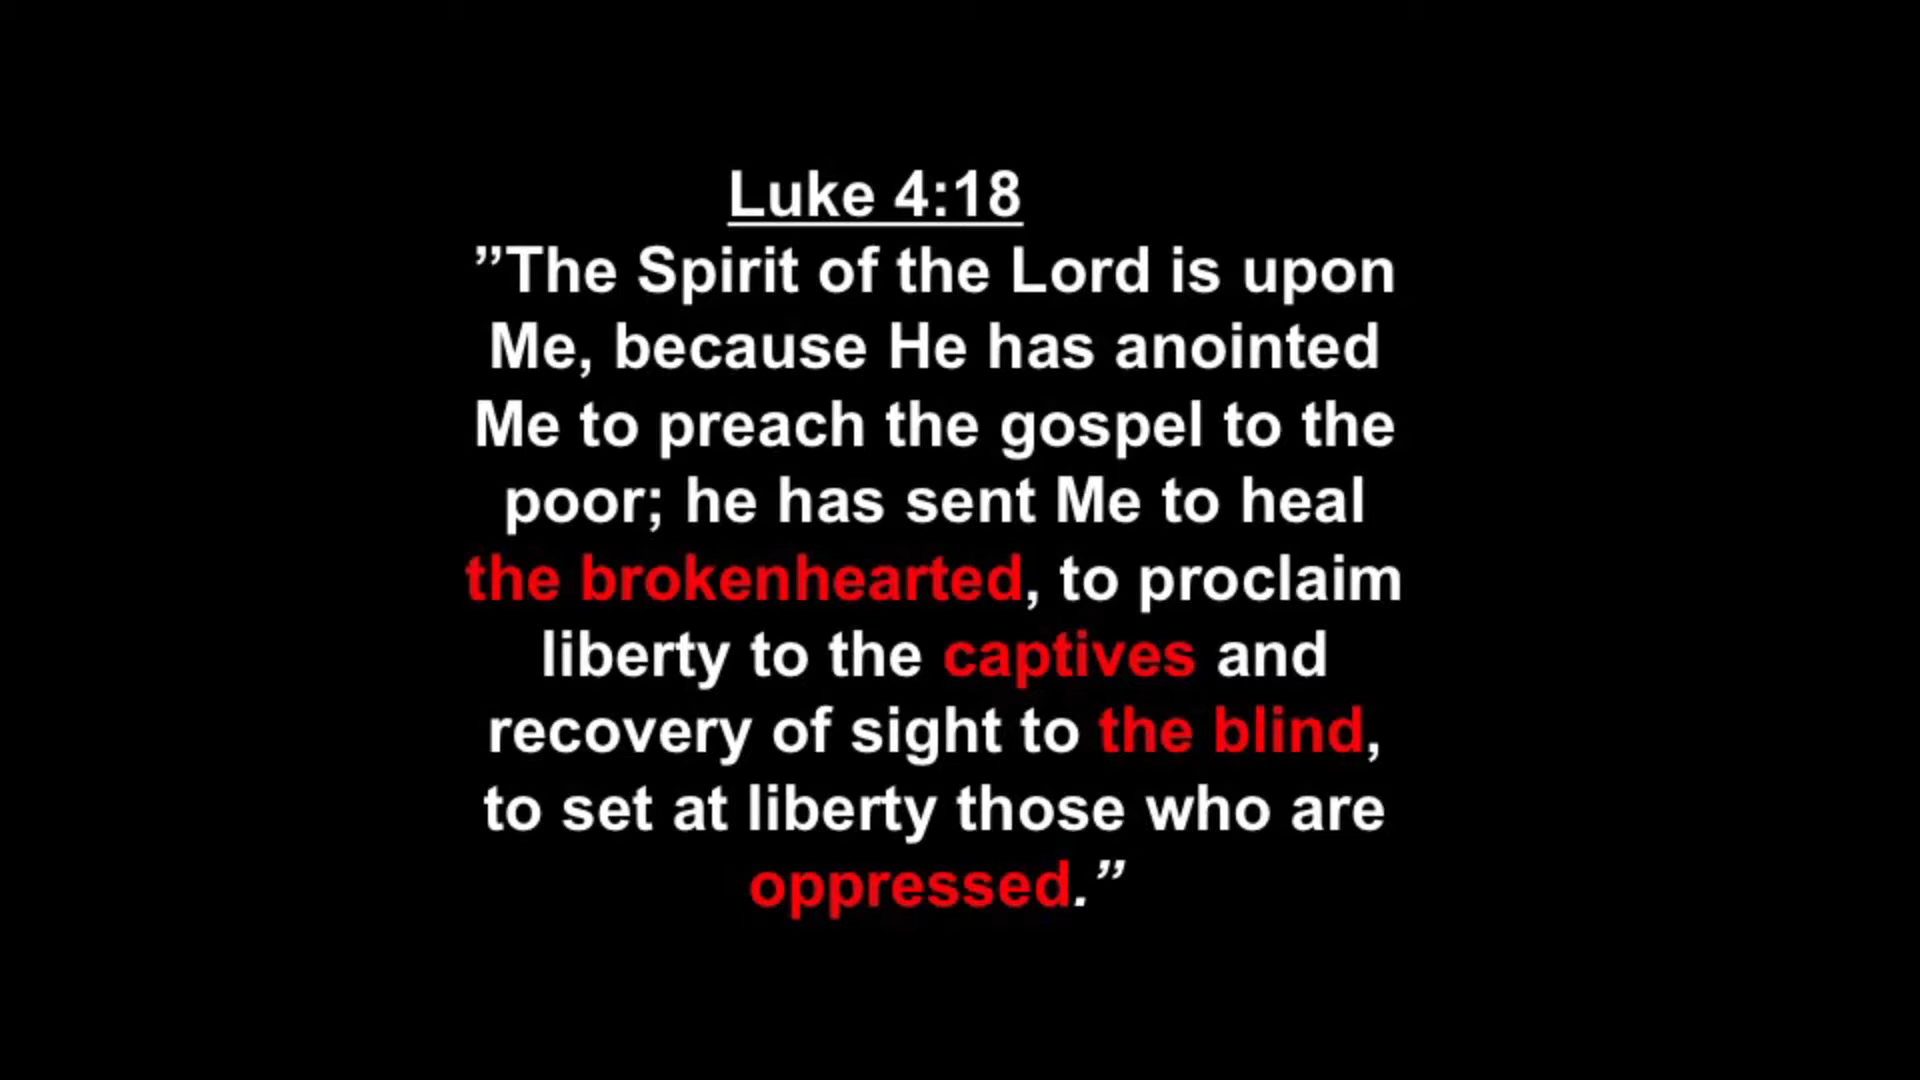 Luke 4:18
”The Spirit of the Lord is upon
Me, because He has anointed
Me to preach the gospel to the
poor; he has sent Me to heal
the brokenhearted, to proclaim
liberty to the captives and
recovery of sight to the blind,
to set at liberty those who are
oppressed.”